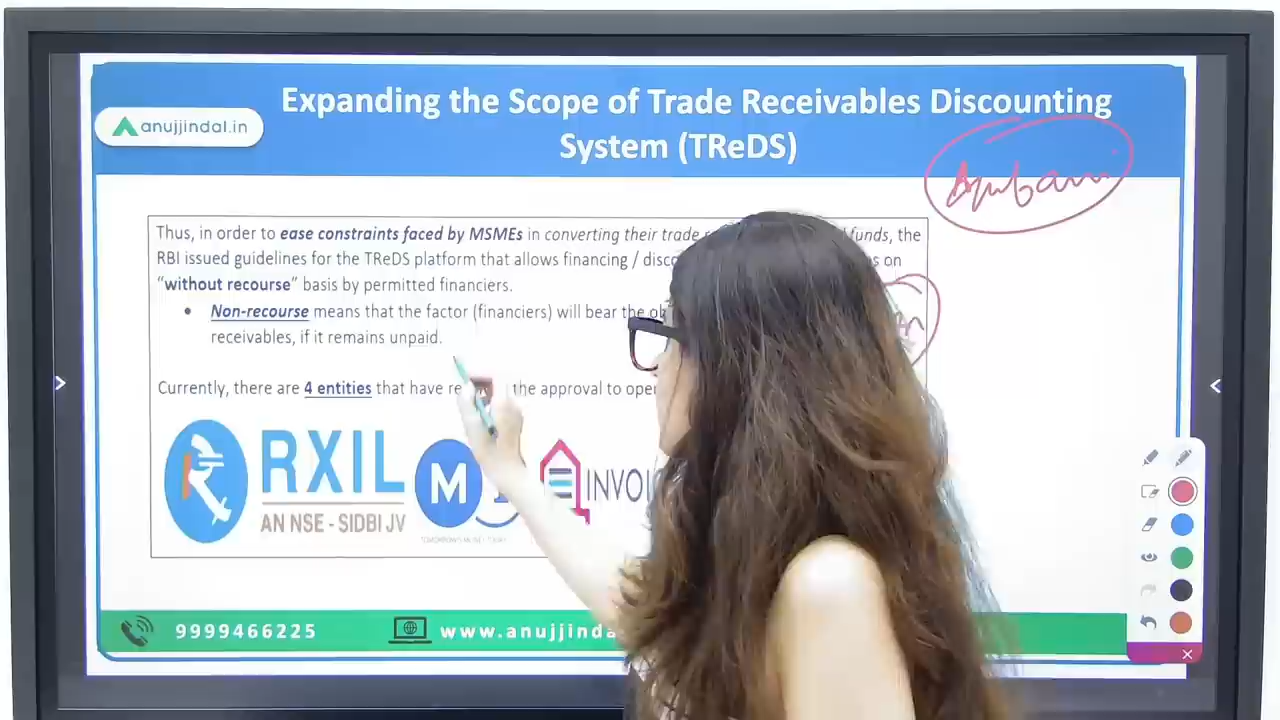 Expanding the Scope of Trade Receivables Discounting
System (TReDS)
anujjindal.in
Thus, in order to ease constraints faced by MSMEs in converting their trade funds, the
RBI issued guidelines for the TReDS platform that allows financing / on
"without recourse" basis by permitted financiers.
• Non-recourse means that the factor (financiers) will bear the
receivables, if it remains unpaid.
Currently, there are 4 entities that have the approval to
RXIL
AN NSE - SIDBI JV
M
9999466225
www.anujjinda